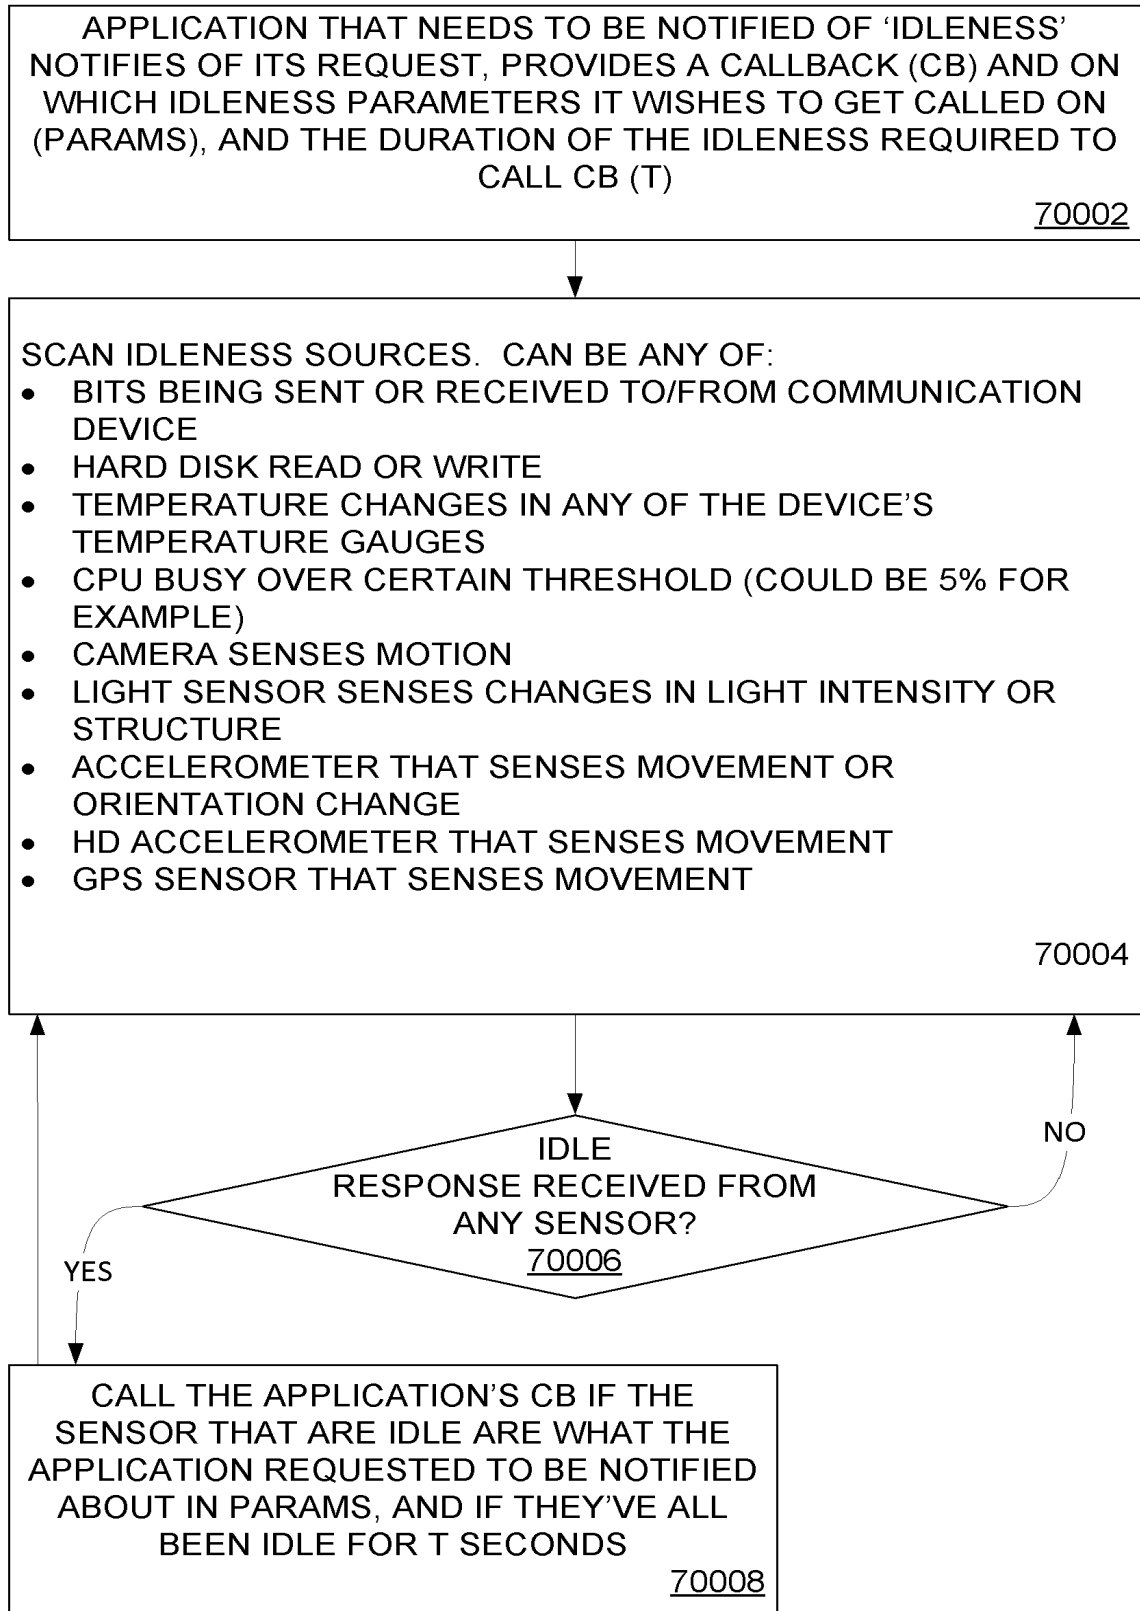 APPLICATION THAT NEEDS TO BE NOTIFIED OF ‘IDLENESS’
NOTIFIES OF ITS REQUEST, PROVIDES A CALLBACK (CB) AND ON
WHICH IDLENESS PARAMETERS IT WISHES TO GET CALLED ON
(PARAMS), AND THE DURATION OF THE IDLENESS REQUIRED TO
CALL CB (T)
70002
SCAN IDLENESS SOURCES.  CAN BE ANY OF:
• BITS BEING SENT OR RECEIVED TO/FROM COMMUNICATION
DEVICE
• HARD DISK READ OR WRITE
• TEMPERATURE CHANGES IN ANY OF THE DEVICE’S
TEMPERATURE GAUGES
• CPU BUSY OVER CERTAIN THRESHOLD (COULD BE 5% FOR
EXAMPLE)
• CAMERA SENSES MOTION
• LIGHT SENSOR SENSES CHANGES IN LIGHT INTENSITY OR
STRUCTURE
• ACCELEROMETER THAT SENSES MOVEMENT OR
ORIENTATION CHANGE
• HD ACCELEROMETER THAT SENSES MOVEMENT
• GPS SENSOR THAT SENSES MOVEMENT
70004
IDLE
RESPONSE RECEIVED FROM
ANY SENSOR?
70006
NO
YES
CALL THE APPLICATION’S CB IF THE
SENSOR THAT ARE IDLE ARE WHAT THE
APPLICATION REQUESTED TO BE NOTIFIED
ABOUT IN PARAMS, AND IF THEY’VE ALL
BEEN IDLE FOR T SECONDS
70008